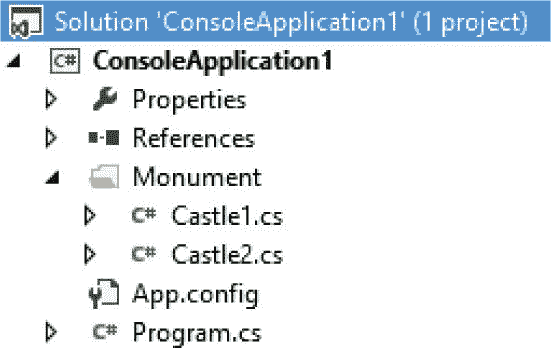 Solution 'ConsoleApplication1' (1 project)
C# ConsoleApplication1
Properties
References
Monument
C# Castle1.cs
C# Castle2.cs
App.config
C# Program.cs